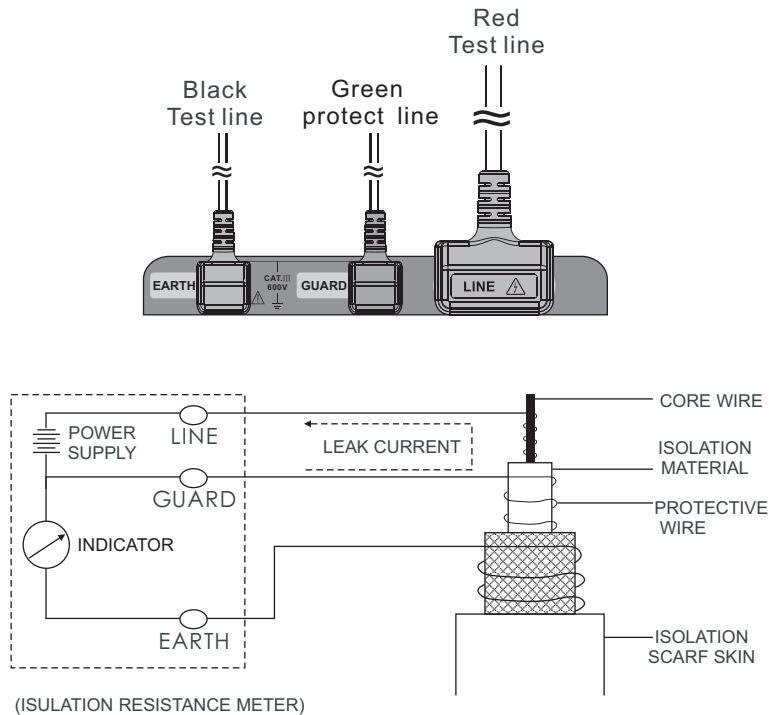 Red
Test line
Black
Test line
Green
protect line
EARTH
CAT.III
600V
GUARD
LINE
CORE WIRE
POWER
SUPPLY
LINE
LEAK CURRENT
ISOLATION
MATERIAL
GUARD
PROTECTIVE
WIRE
INDICATOR
EARTH
ISOLATION
SCARF SKIN
(ISULATION RESISTANCE METER)